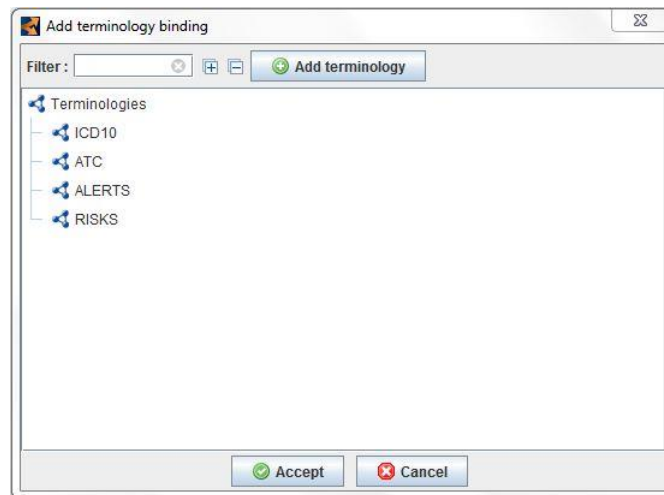 Add terminology binding
Filter : Add terminology
Terminologies
ICD10
ATC
ALERTS
RISKS
Accept Cancel